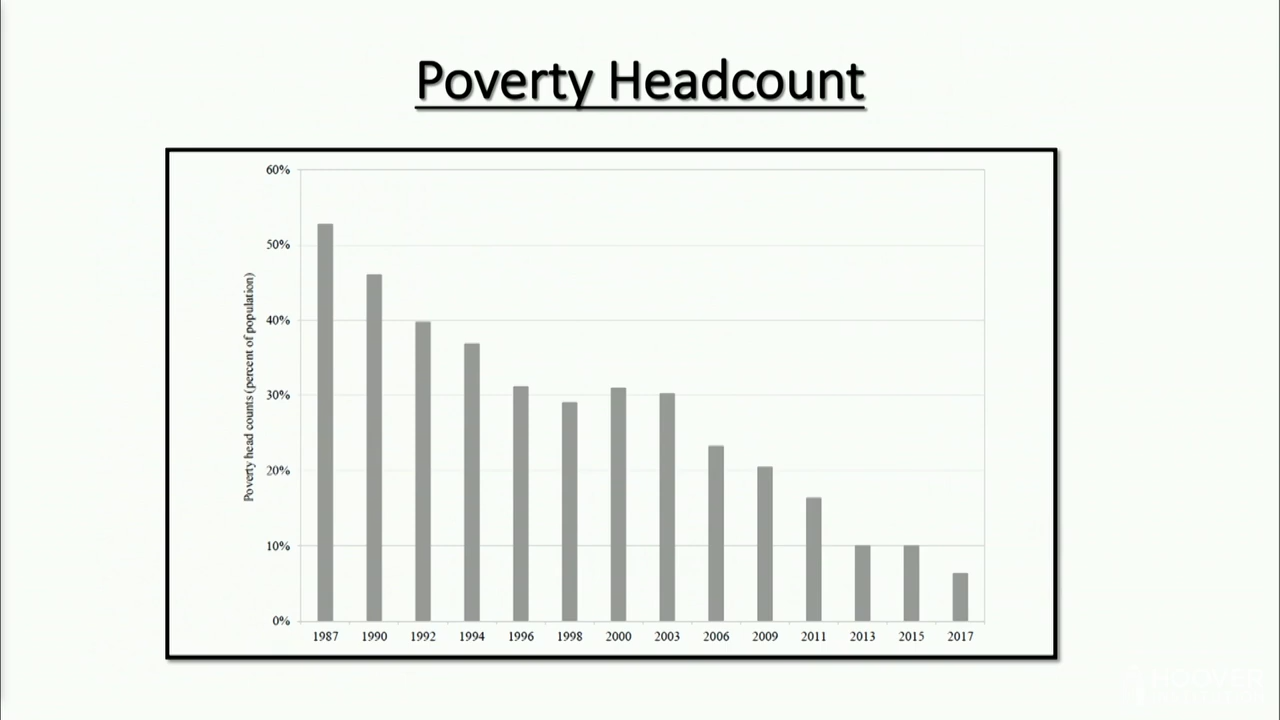 Poverty Headcount
60%
50%
40%
30%
20%
10%
0%
Poverty head counts (percent of population)
1987 1990 1992 1994 1996 1998 2000 2003 2006 2009 2011 2013 2015 2017
HOOVER